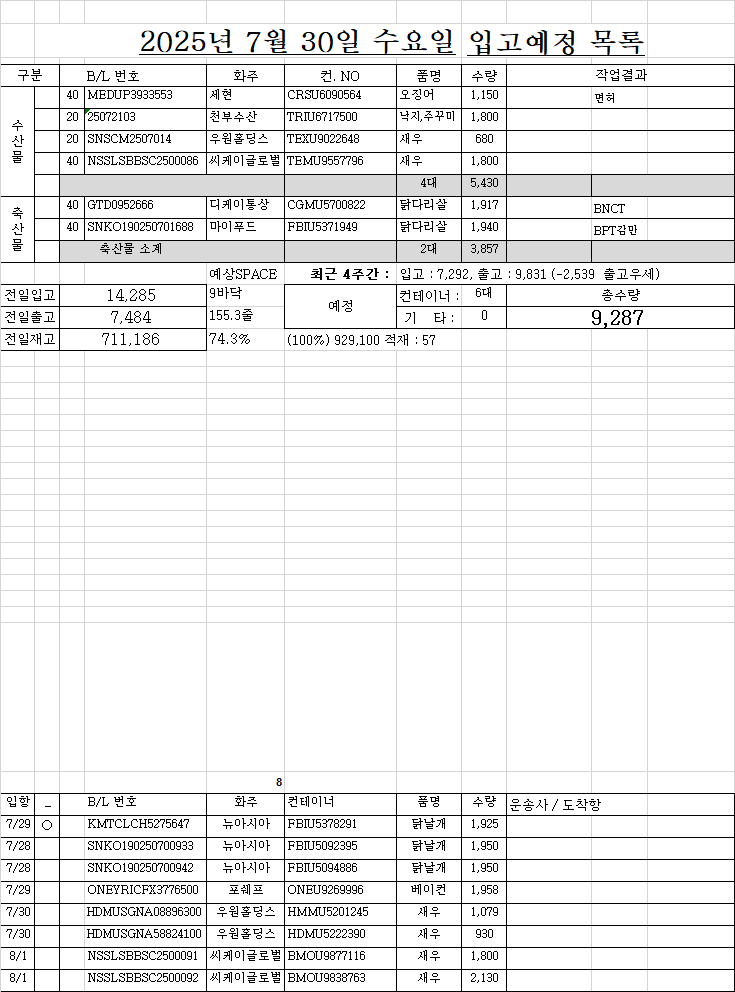 2025년 7월 30일 수요일 입고예정 목록
구분 B/L 번호 화주 컨. NO 품명 수량 작업결과
수산물
40 MEDUP3933553 세현 CRSU6090564 오징어 1,150 면허
20 25072103 천부수산 TRIU6717500 낙지,주꾸미 1,800
20 SNSCM2507014 우원홀딩스 TEXU9022648 새우 680
40 NSSLSBBSC2500086 씨케이글로벌 TEMU9557796 새우 1,800
4대 5,430
축산물
40 GTD0952666 디케이통상 CGMU5700822 닭다리살 1,917 BNCT
40 SNKO190250701688 마이푸드 FBIU5371949 닭다리살 1,940 BPT감만
축산물 소계 2대 3,857
예상SPACE 최근 4주간 : 입고 : 7,292, 출고 : 9,831 (-2,539 출고우세)
전일입고 14,285 9바닥 예정 컨테이너 : 6대 총수량
전일출고 7,484 155.3줄 기 타 : 0 9,287
전일재고 711,186 74.3% (100%) 929,100 적재 : 57
8
입항 _ B/L 번호 화주 컨테이너 품명 수량 운송사 / 도착항
7/29 ○ KMTCLCH5275647 뉴아시아 FBIU5378291 닭날개 1,925
7/28 SNKO190250700933 뉴아시아 FBIU5092395 닭날개 1,950
7/28 SNKO190250700942 뉴아시아 FBIU5094886 닭날개 1,950
7/29 ONEYRICFX3776500 포쉐프 ONEU9269996 베이컨 1,958
7/30 HDMUSGNA08896300 우원홀딩스 HMMU5201245 새우 1,079
7/30 HDMUSGNA58824100 우원홀딩스 HDMU5222390 새우 930
8/1 NSSLSBBSC2500091 씨케이글로벌 BMOU9877116 새우 1,800
8/1 NSSLSBBSC2500092 씨케이글로벌 BMOU9838763 새우 2,130